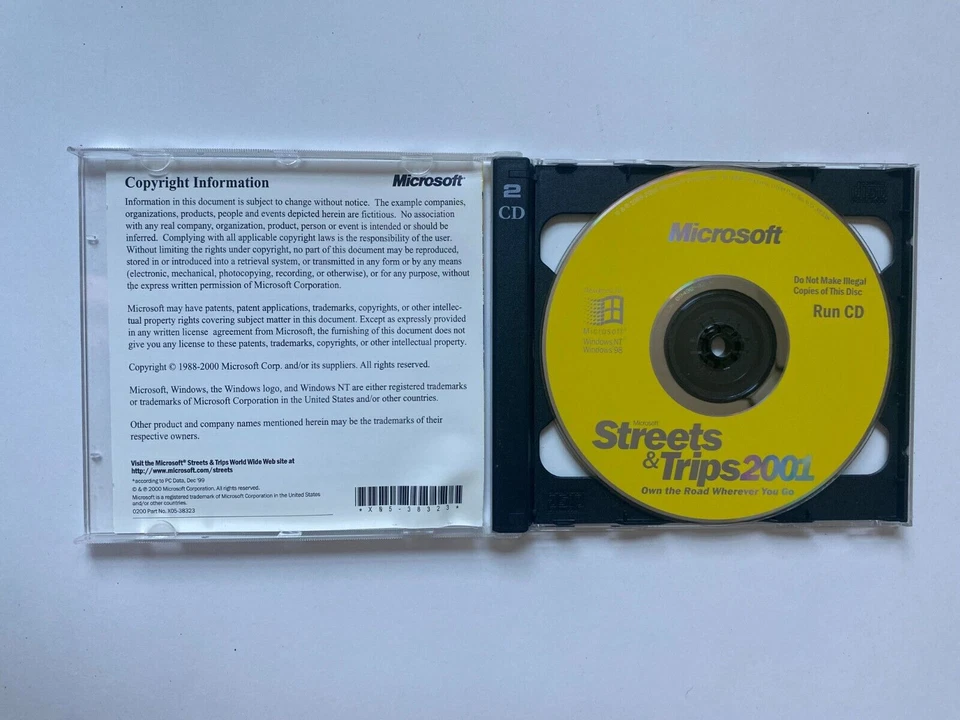 Copyright Information
Microsoft
Information in this document is subject to change without notice. The example companies,
organizations, products, people and events depicted herein are fictitious. No association
with any real company, organization, product, person or event is intended or should be
inferred. Complying with all applicable copyright laws is the responsibility of the user.
Without limiting the rights under copyright, no part of this document may be reproduced,
stored in or introduced into a retrieval system, or transmitted in any form or by any means
(electronic, mechanical, photocopying, recording, or otherwise), or for any purpose, without
the express written permission of Microsoft Corporation.
Microsoft may have patents, patent applications, trademarks, copyrights, or other intellec-
tual property rights covering subject matter in this document. Except as expressly provided
in any written license agreement from Microsoft, the furnishing of this document does not
give you any license to these patents, trademarks, copyrights, or other intellectual property.
Copyright © 1988-2000 Microsoft Corp. and/or its suppliers. All rights reserved.
Microsoft, Windows, the Windows logo, and Windows NT are either registered trademarks
or trademarks of Microsoft Corporation in the United States and/or other countries.
Other product and company names mentioned herein may be the trademarks of their
respective owners.
Visit the Microsoft® Streets & Trips World Wide Web site at
http://www.microsoft.com/streets
*according to PC Data, Dec '99
© & ℗ 2000 Microsoft Corporation. All rights reserved.
Microsoft is a registered trademark of Microsoft Corporation in the United States
and/or other countries.
0200 Part No. X05-38323
*X05-38323*
2
CD
Microsoft
Do Not Make Illegal
Copies of This Disc
Run CD
Microsoft
Windows NT
Windows 98
Microsoft
Streets
& Trips 2001
Own the Road Wherever You Go